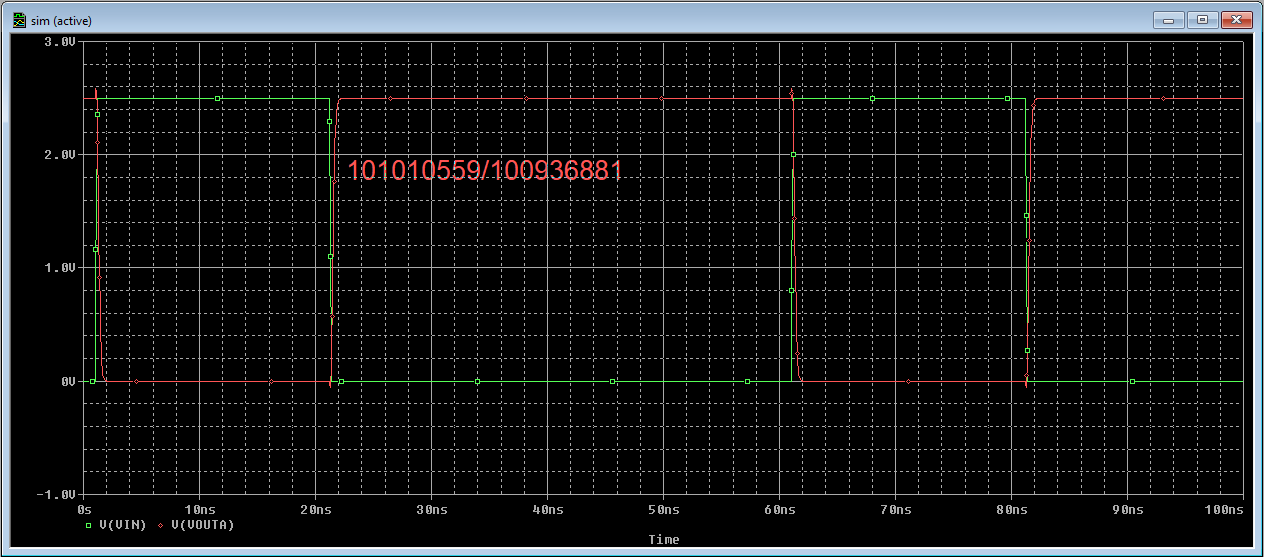 sim (active)
3.0V
2.0V
101010559/100936881
1.0V
0V
-1.0V
0s 10ns 20ns 30ns 40ns 50ns 60ns 70ns 80ns 90ns 100ns
V(VIN) V(VOUTA)
Time